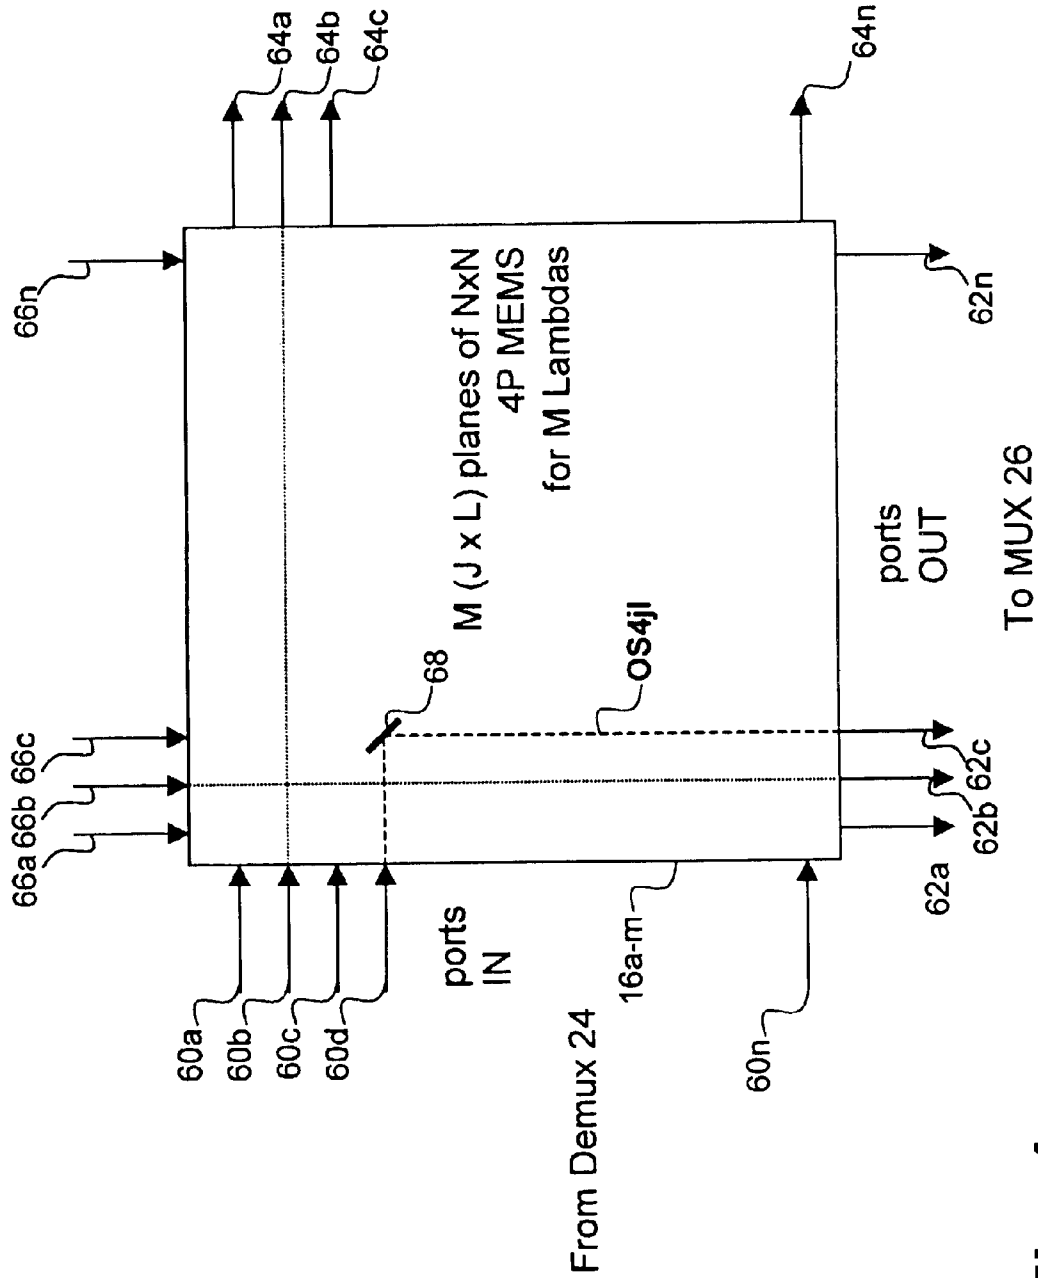 66a
66b
66c
66n
60a
60b
60c
60d
60n
64a
64b
64c
64n
ports
IN
From Demux 24
16a-m
68
M (J x L) planes of NxN
4P MEMS
for M Lambdas
os4jl
62a
62b
62c
62n
ports
OUT
To MUX 26